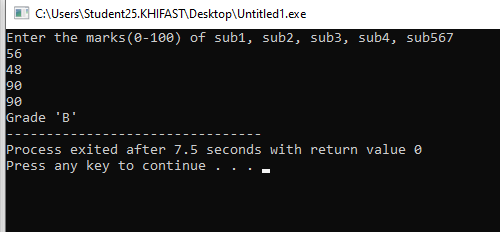 C:\Users\Student25.KHIFAST\Desktop\Untitled1.exe
Enter the marks(0-100) of sub1, sub2, sub3, sub4, sub567
56
48
90
90
Grade 'B'
--------------------------------
Process exited after 7.5 seconds with return value 0
Press any key to continue . . .